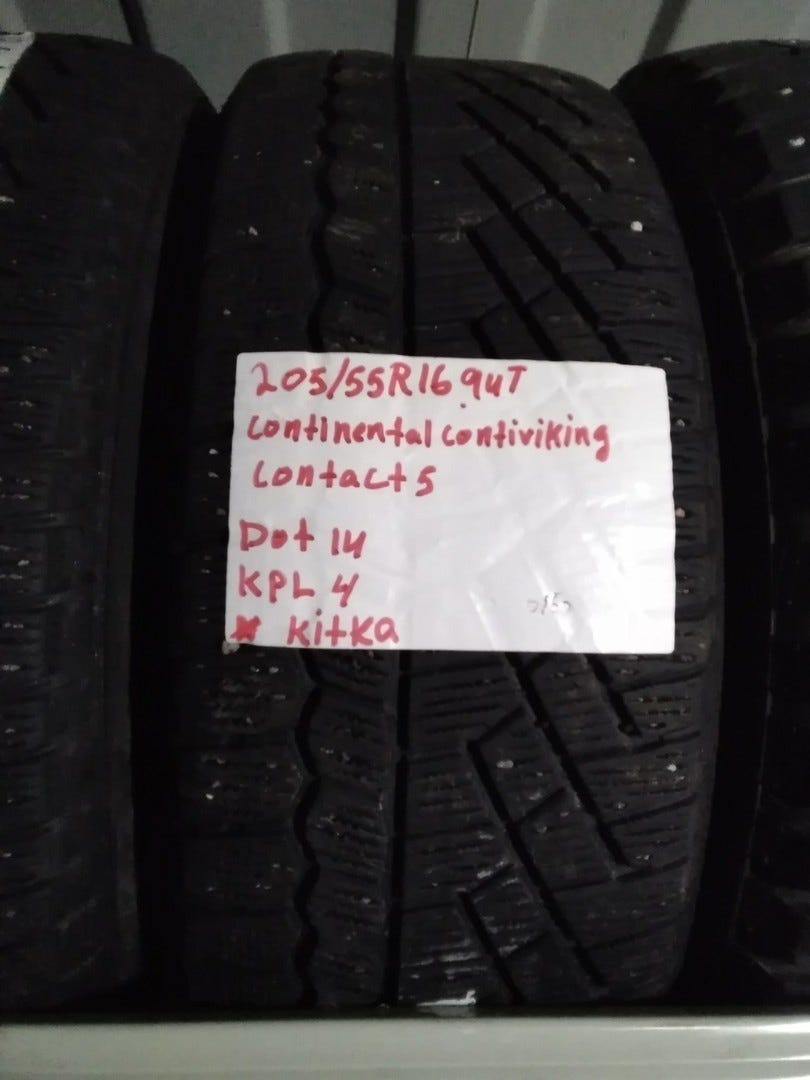 205/55R16 94T
Continental contiviking
Contact 5
Dot 14
KPL 4
* Kitka